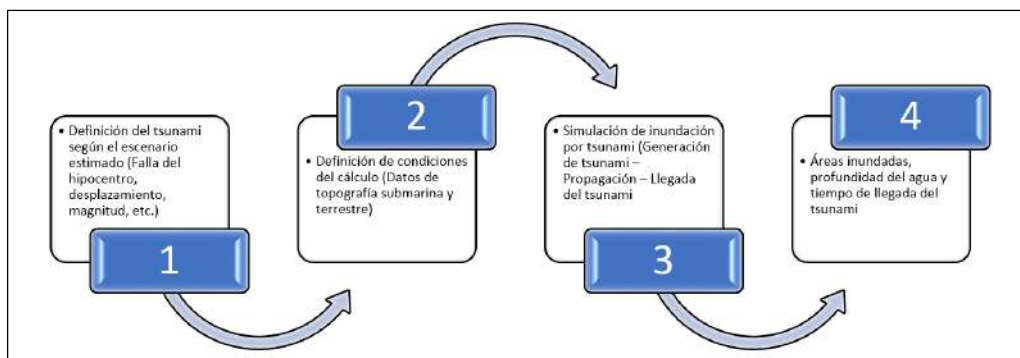 • Definición del tsunami
según el escenario
estimado (Falla del
hipocentro,
desplazamiento,
magnitud, etc.)
1
2
• Definición de condiciones
del cálculo (Datos de
topografía submarina y
terrestre)
• Simulación de inundación
por tsunami (Generación
de tsunami –
Propagación – Llegada
del tsunami
3
4
• Áreas inundadas,
profundidad del agua y
tiempo de llegada del
tsunami